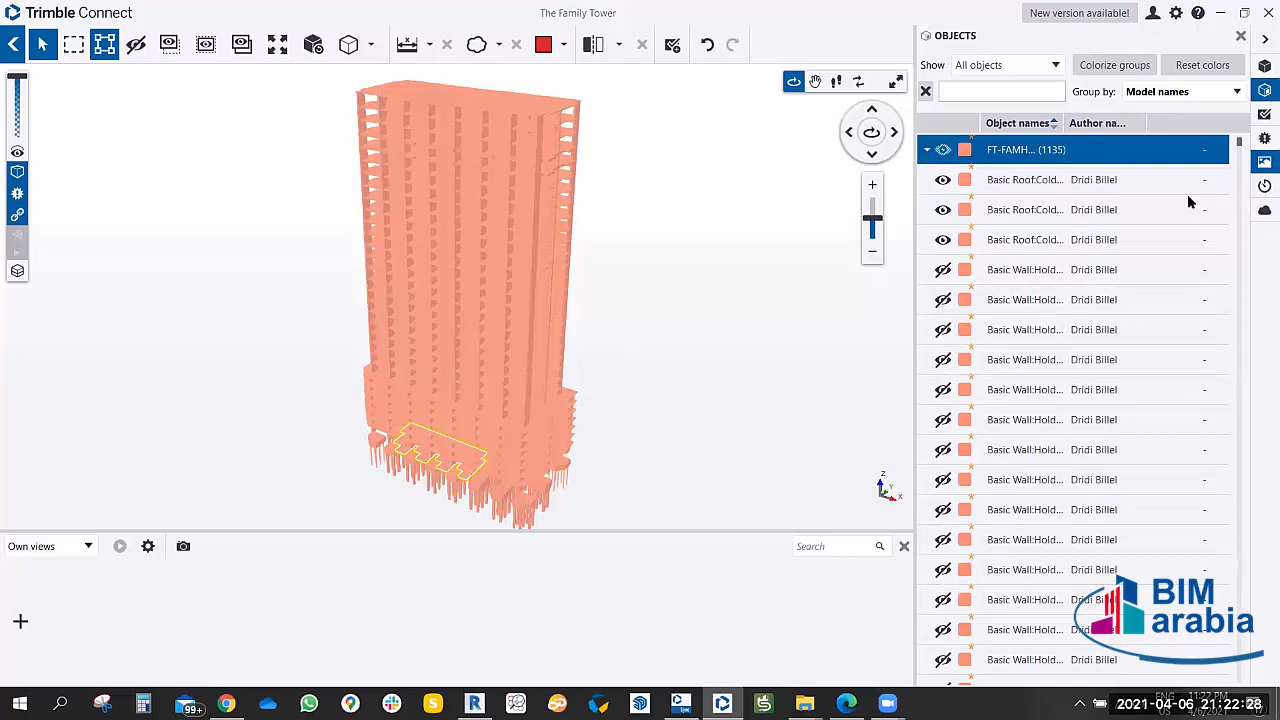 Trimble Connect
The Family Tower
New version available!
OBJECTS
Show All objects
Colorize groups
Reset colors
Group by: Model names
Object names
Author na...
FT-FAMH... (1135) -
Basic Roof:Cold... Dridi Billel -
Basic Roof:Cold... Dridi Billel -
Basic Roof:Cold... Dridi Billel -
Basic Wall:Hold... Dridi Billel -
Basic Wall:Hold... Dridi Billel -
Basic Wall:Hold... Dridi Billel -
Basic Wall:Hold... Dridi Billel -
Basic Wall:Hold... Dridi Billel -
Basic Wall:Hold... Dridi Billel -
Basic Wall:Hold... Dridi Billel -
Basic Wall:Hold... Dridi Billel -
Basic Wall:Hold... Dridi Billel -
Basic Wall:Hold... Dridi Billel -
Basic Wall:Hold... Dridi Billel
Basic Wall:Hold...
Basic Wall:Hold...
Basic Wall:Hold... Dridi Billel
BIM
arabia
Z
Y
X
Own views
Search
99+
ENG 11:22 PM
2021-04-06 21:22:28